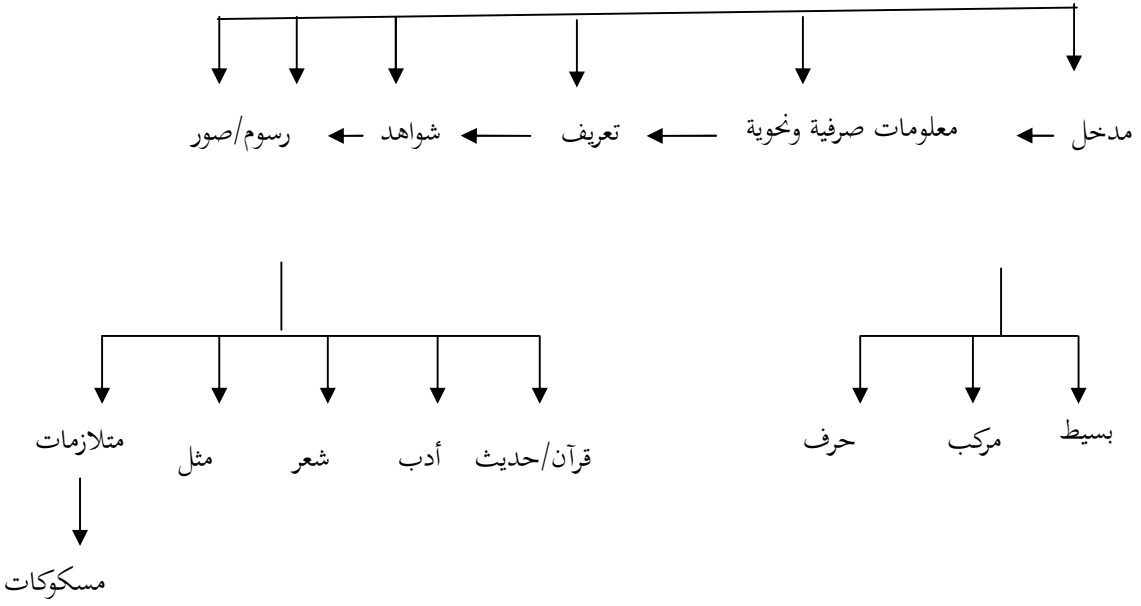 مدخل معلومات صرفية ونحوية تعريف شواهد رسوم/صور
بسيط مركب حرف
قرآن/حديث أدب شعر مثل متلازمات
مسكوكات